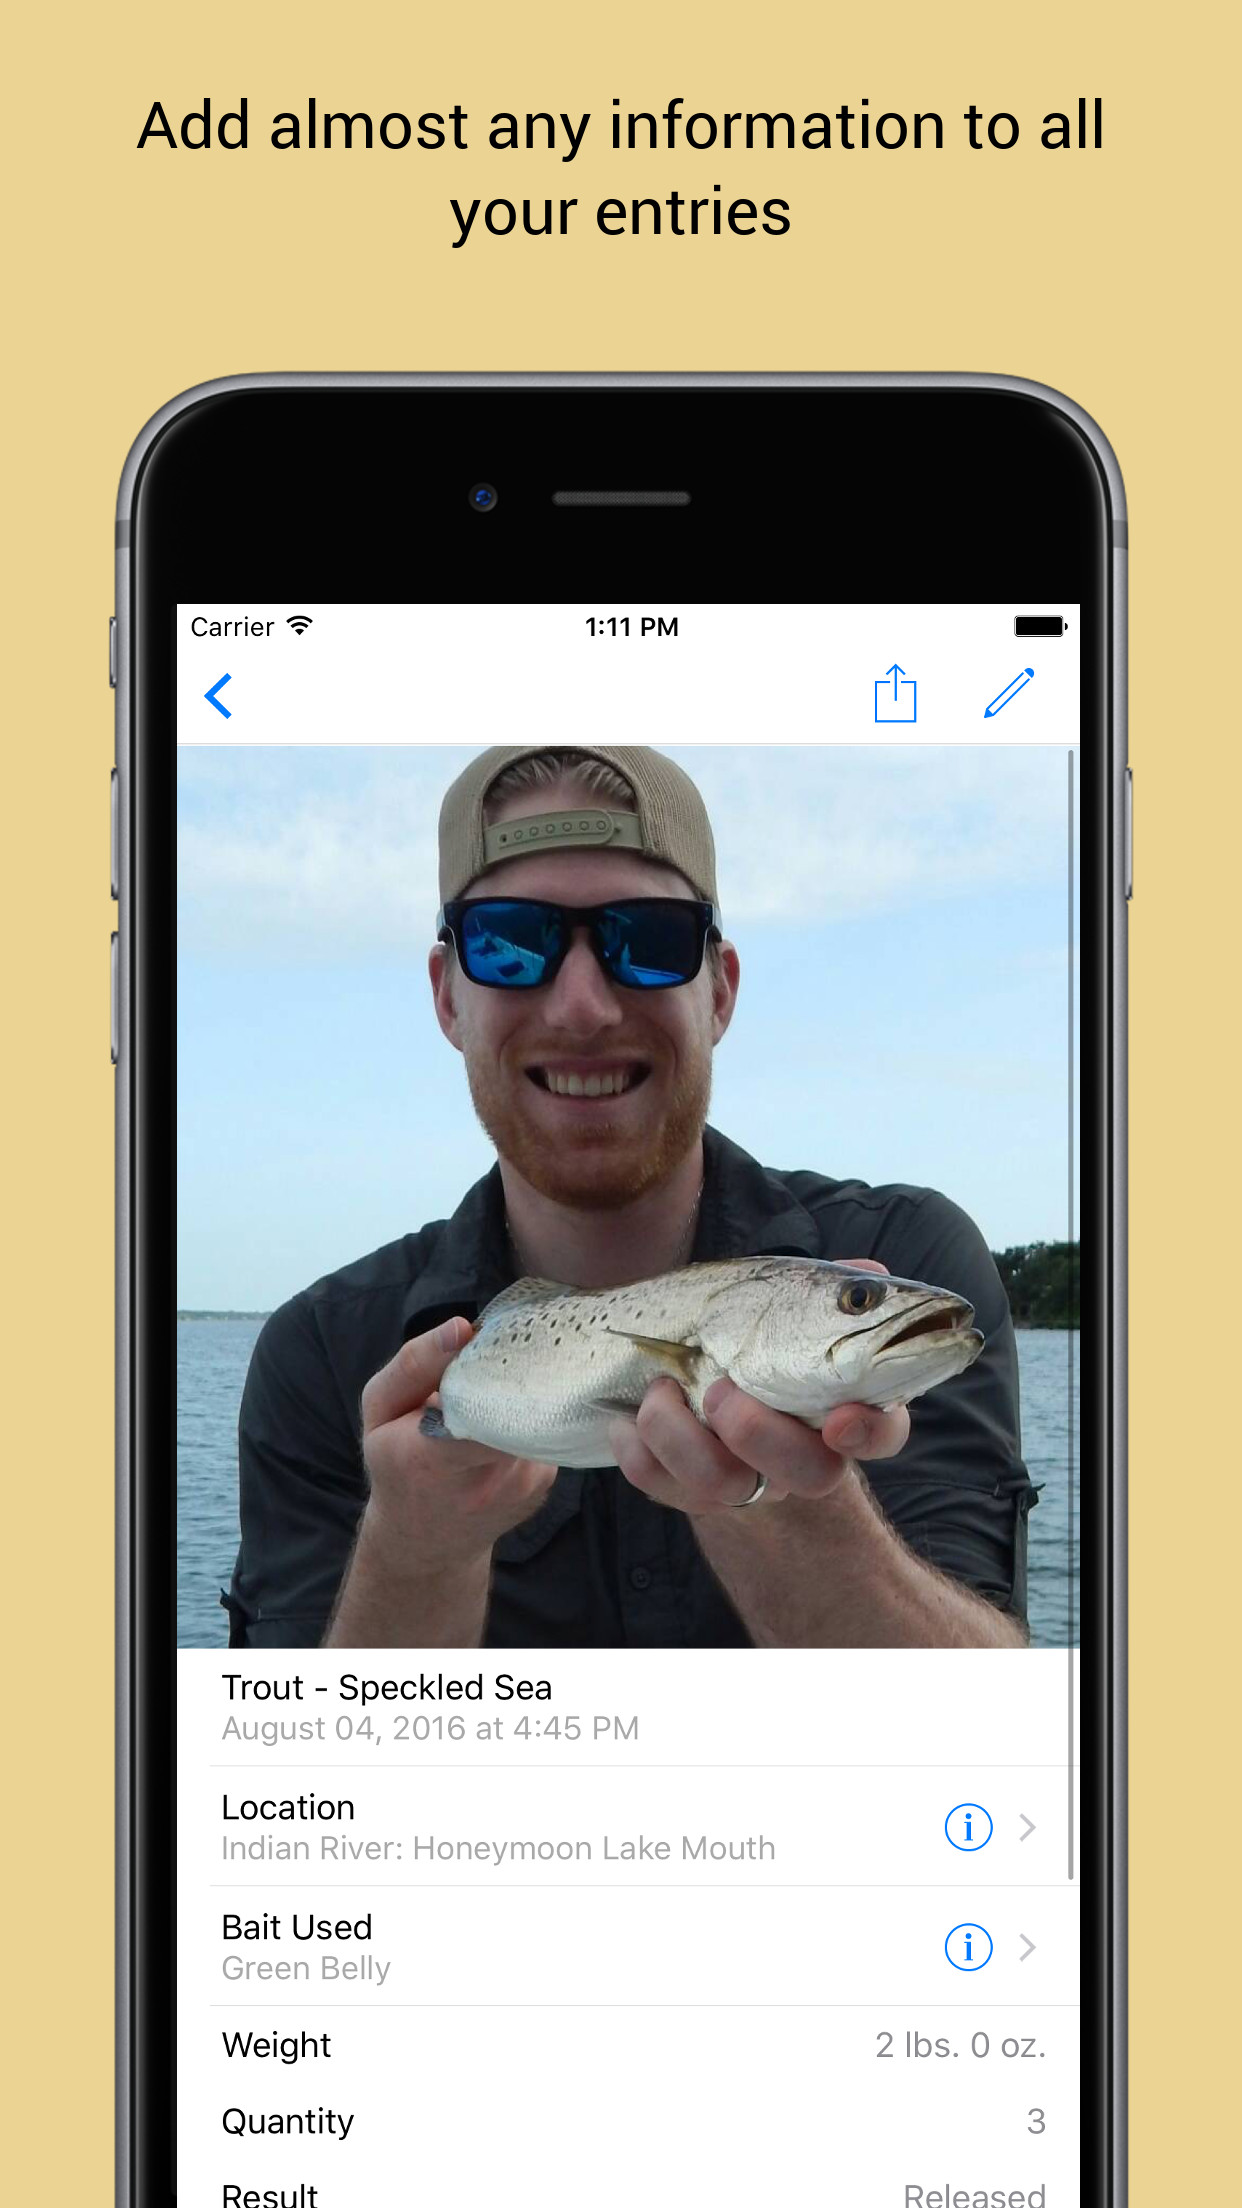 Add almost any information to all
your entries
Carrier 1:11 PM
Trout - Speckled Sea
August 04, 2016 at 4:45 PM
Location
Indian River: Honeymoon Lake Mouth
Bait Used
Green Belly
Weight 2 lbs. 0 oz.
Quantity 3
Result Released